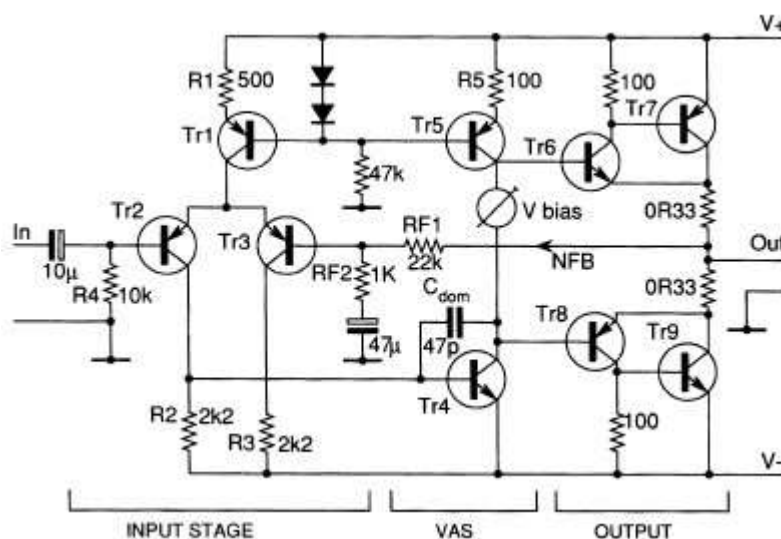 V+
R1
500
R5
100
100
Tr7
Tr1
Tr5
Tr6
47k
Tr2
V bias
0R33
In
Tr3
RF1
Out
10μ
22k
NFB
RF2
1K
0R33
R4
10k
Cdom
Tr8
Tr9
47μ
47p
Tr4
R2
2k2
R3
2k2
100
V-
INPUT STAGE
VAS
OUTPUT